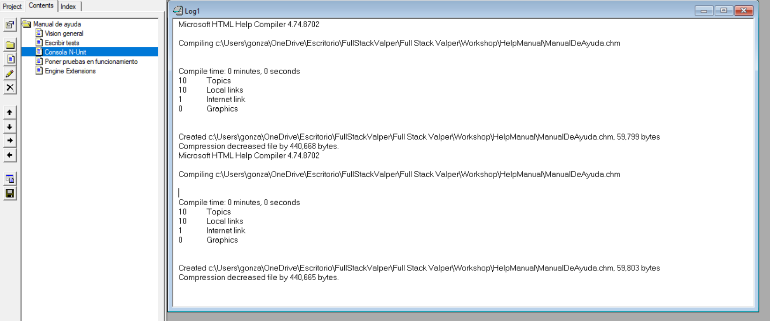 Project Contents Index
Manual de ayuda
Vision general
Escribir tests
Consola N-Unit
Poner pruebas en funcionamiento
Engine Extensions
Log1
Microsoft HTML Help Compiler 4.74.8702
Compiling c:\Users\gonza\OneDrive\Escritorio\FullStackValper\Full Stack Valper\Workshop\HelpManual\ManualDeAyuda.chm
Compile time: 0 minutes, 0 seconds
10 Topics
10 Local links
1 Internet link
0 Graphics
Created c:\Users\gonza\OneDrive\Escritorio\FullStackValper\Full Stack Valper\Workshop\HelpManual\ManualDeAyuda.chm, 59,799 bytes
Compression decreased file by 440,668 bytes.
Microsoft HTML Help Compiler 4.74.8702
Compiling c:\Users\gonza\OneDrive\Escritorio\FullStackValper\Full Stack Valper\Workshop\HelpManual\ManualDeAyuda.chm
Compile time: 0 minutes, 0 seconds
10 Topics
10 Local links
1 Internet link
0 Graphics
Created c:\Users\gonza\OneDrive\Escritorio\FullStackValper\Full Stack Valper\Workshop\HelpManual\ManualDeAyuda.chm, 59,803 bytes
Compression decreased file by 440,665 bytes.